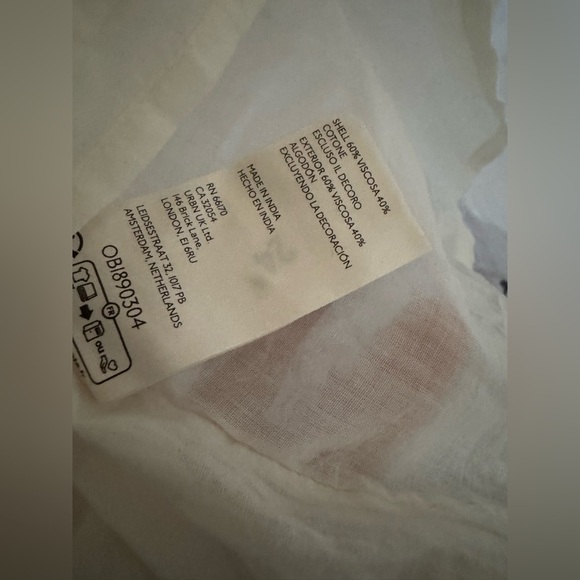 SHELL 60% VISCOSA 40%
COTONE
ESCLUSO IL DECORO
EXTERIOR 60% VISCOSA 40%
ALGODÓN
EXCLUYENDO LA DECORACIÓN
MADE IN INDIA
HECHO EN INDIA
RN 66170
CA 32054
URBN UK Ltd
146 Brick Lane,
LONDON, E1 6RU
LEIDSESTRAAT 32, 1017 PB
AMSTERDAM, NETHERLANDS
OB1890304
FR
ou